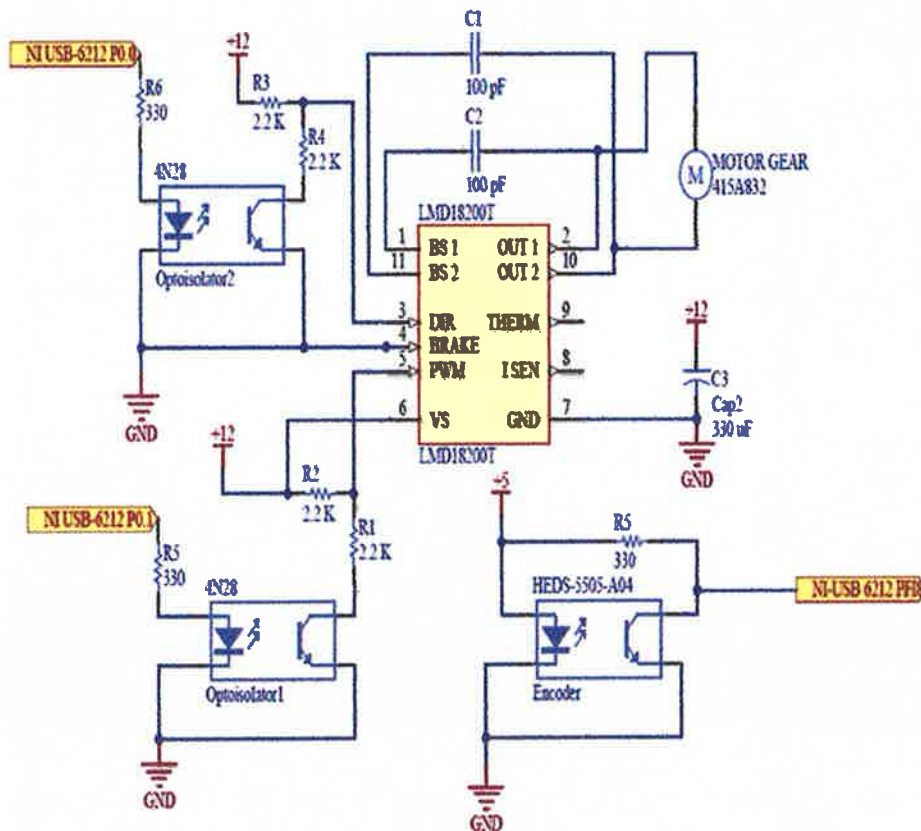 C1
100 pF
C2
100 pF
NI USB-6212 P0.0
+12
R6
330
R3
2.2 K
R4
2.2 K
4N28
Optoisolator2
GND
MOTOR GEAR
415A832
M
LMD18200T
1
BS 1
OUT 1
2
11
BS 2
OUT 2
10
3
DIR
THERM
9
4
BRAKE
5
PWM
I SEN
8
6
VS
GND
7
LMD18200T
+12
C3
Cap2
330 uF
GND
+12
R2
2.2 K
R1
2.2 K
NI USB-6212 P0.1
R5
330
4N28
Optoisolator1
GND
+5
R5
330
HEDS-5505-A04
Encoder
NI-USB 6212
GND